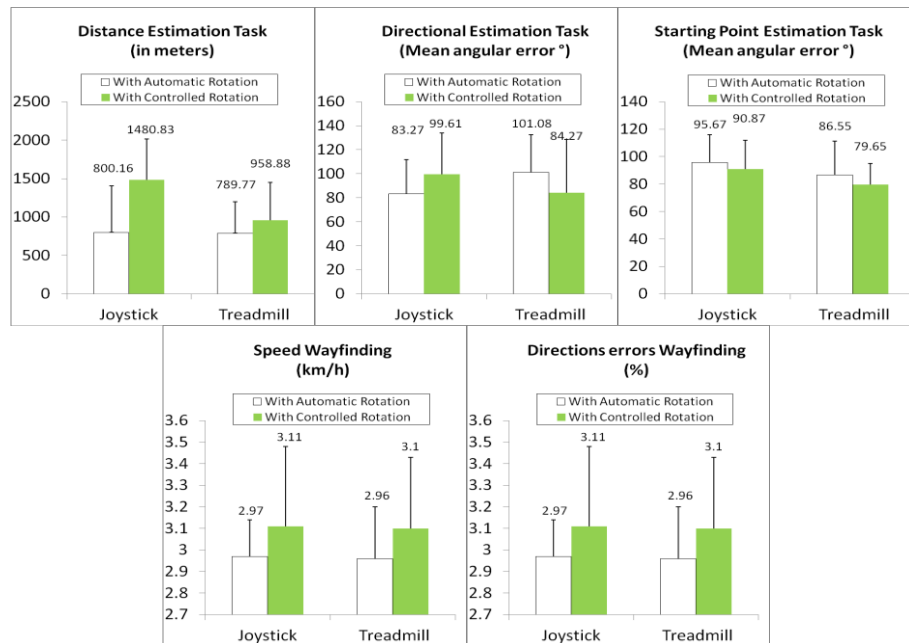 Distance Estimation Task
(in meters)
With Automatic Rotation
With Controlled Rotation
2500
2000
1500
1000
500
0
800.16
1480.83
789.77
958.88
Joystick
Treadmill
Directional Estimation Task
(Mean angular error °)
With Automatic Rotation
With Controlled Rotation
160
140
120
100
80
60
40
20
0
83.27
99.61
101.08
84.27
Joystick
Treadmill
Starting Point Estimation Task
(Mean angular error °)
With Automatic Rotation
With Controlled Rotation
140
120
100
80
60
40
20
0
95.67
90.87
86.55
79.65
Joystick
Treadmill
Speed Wayfinding
(km/h)
With Automatic Rotation
With Controlled Rotation
3.6
3.5
3.4
3.3
3.2
3.1
3
2.9
2.8
2.7
2.97
3.11
2.96
3.1
Joystick
Treadmill
Directions errors Wayfinding
(%)
With Automatic Rotation
With Controlled Rotation
3.6
3.5
3.4
3.3
3.2
3.1
3
2.9
2.8
2.7
2.97
3.11
2.96
3.1
Joystick
Treadmill